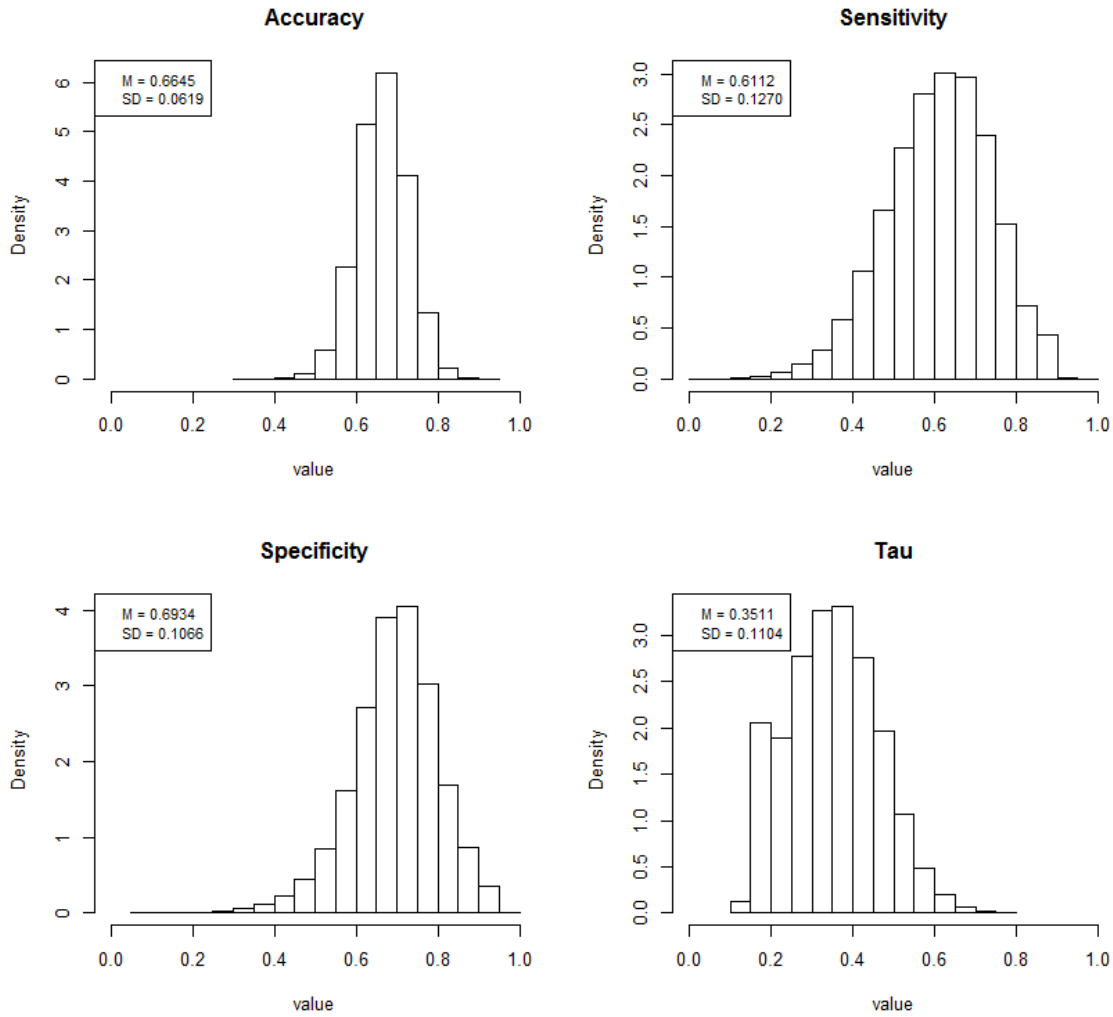 Accuracy
M = 0.6645
SD = 0.0619
Density
0 1 2 3 4 5 6
0.0 0.2 0.4 0.6 0.8 1.0
value
Sensitivity
M = 0.6112
SD = 0.1270
Density
0.0 0.5 1.0 1.5 2.0 2.5 3.0
0.0 0.2 0.4 0.6 0.8 1.0
value
Specificity
M = 0.6934
SD = 0.1066
Density
0 1 2 3 4
0.0 0.2 0.4 0.6 0.8 1.0
value
Tau
M = 0.3511
SD = 0.1104
Density
0.0 0.5 1.0 1.5 2.0 2.5 3.0
0.0 0.2 0.4 0.6 0.8 1.0
value